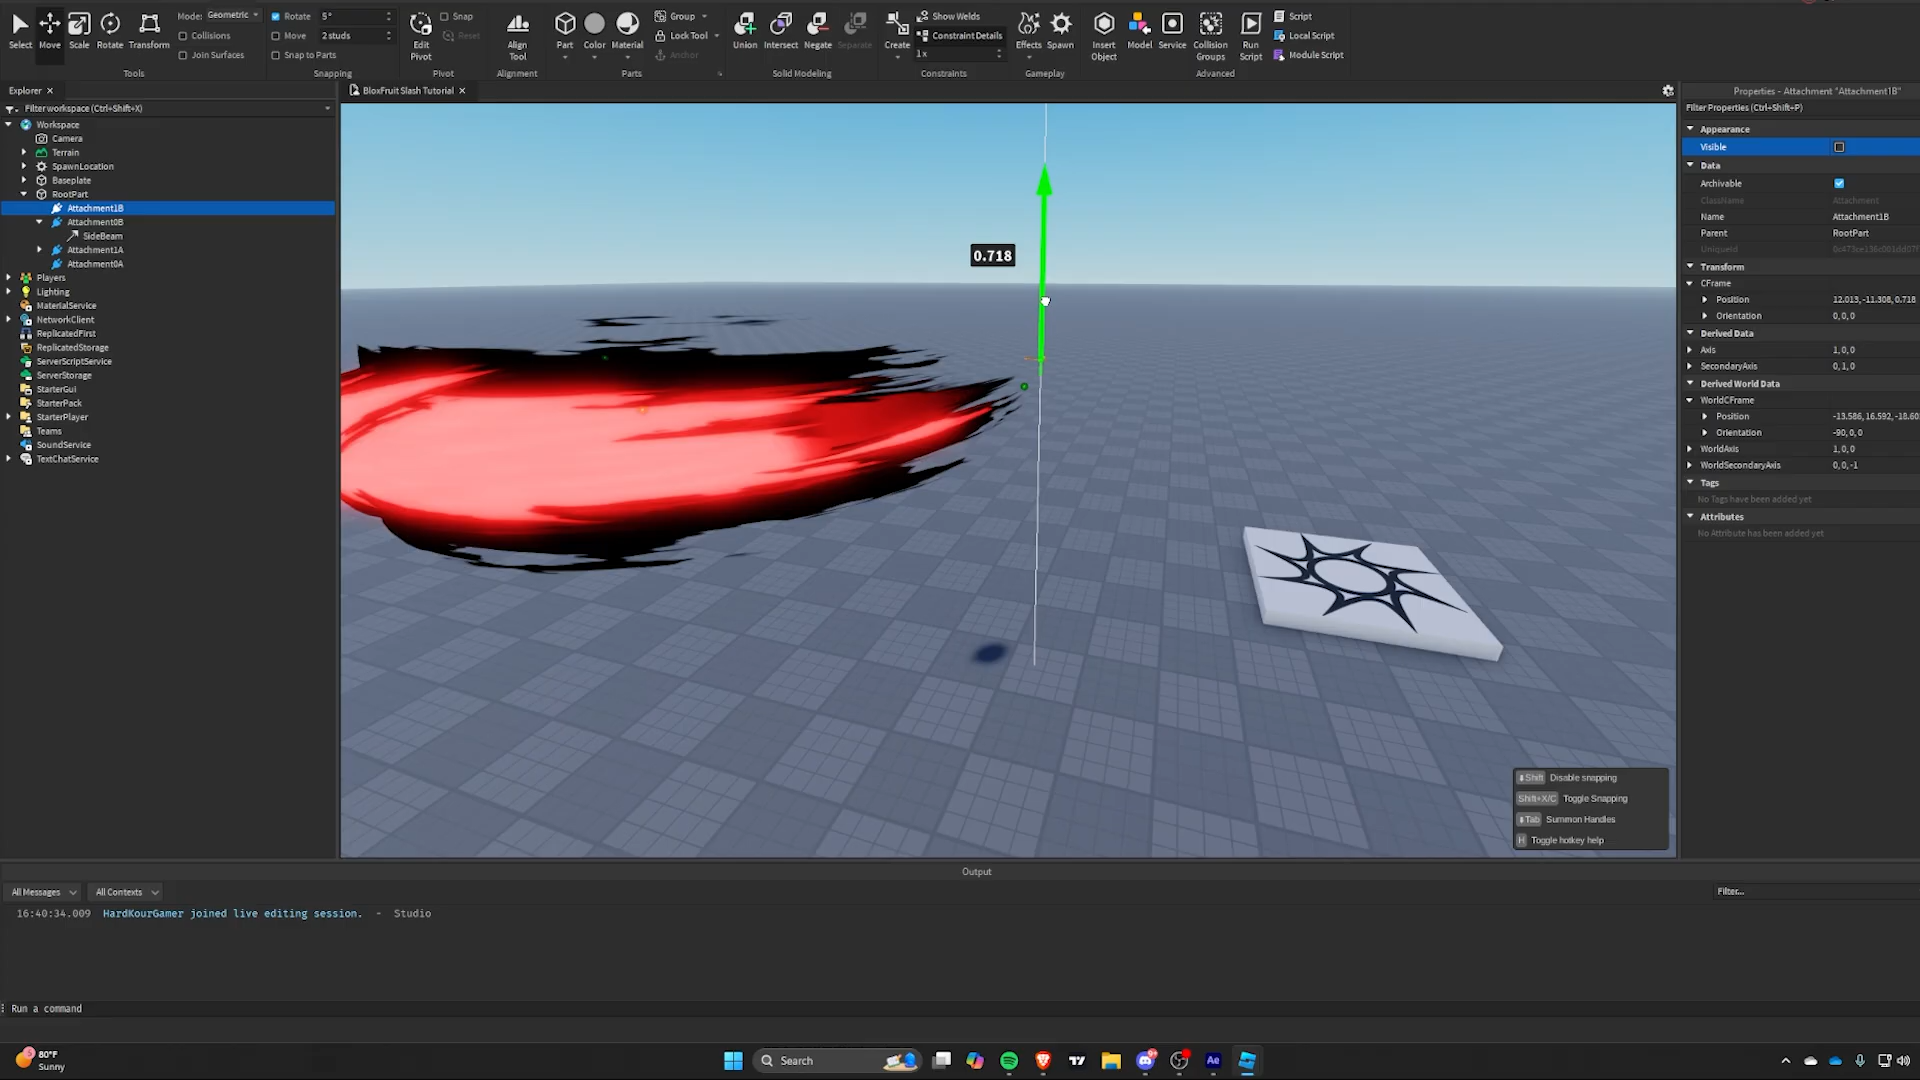 Select Move Scale Rotate Transform
Mode: Geometric
Collisions
Join Surfaces
Tools
Rotate 5°
Move 2 studs
Snap to Parts
Snapping
Edit Pivot
Snap
Reset
Pivot
Align Tool
Alignment
Part Color Material
Group
Lock Tool
Anchor
Parts
Union Intersect Negate Separate
Solid Modeling
Create
Show Welds
Constraint Details
1x
Constraints
Effects Spawn
Gameplay
Insert Object
Model
Service
Collision Groups
Run Script
Script
Local Script
Module Script
Advanced
Explorer
BloxFruit Slash Tutorial
Properties - Attachment "Attachment1B"
Filter workspace (Ctrl+Shift+X)
Workspace
Camera
Terrain
SpawnLocation
Baseplate
RootPart
Attachment1B
Attachment0B
SideBeam
Attachment1A
Attachment0A
Players
Lighting
MaterialService
NetworkClient
ReplicatedFirst
ReplicatedStorage
ServerScriptService
ServerStorage
StarterGui
StarterPack
StarterPlayer
Teams
SoundService
TextChatService
0.718
Shift Disable snapping
Shift+X/C Toggle Snapping
Tab Summon Handles
H Toggle hotkey help
Filter Properties (Ctrl+Shift+P)
Appearance
Visible
Data
Archivable
ClassName Attachment
Name Attachment1B
Parent RootPart
UniqueId
Transform
CFrame
Position 12.013, -11.308, 0.718
Orientation 0, 0, 0
Derived Data
Axis 1, 0, 0
SecondaryAxis 0, 1, 0
Derived World Data
WorldCFrame
Position -13.586, 16.592, -18.60
Orientation -90, 0, 0
WorldAxis 1, 0, 0
WorldSecondaryAxis 0, 0, -1
Tags
No Tags have been added yet
Attributes
No Attribute has been added yet
Output
All Messages All Contexts Filter...
16:40:34.009 HardKourGamer joined live editing session. - Studio
Run a command
80°F
Sunny
Search
Ae